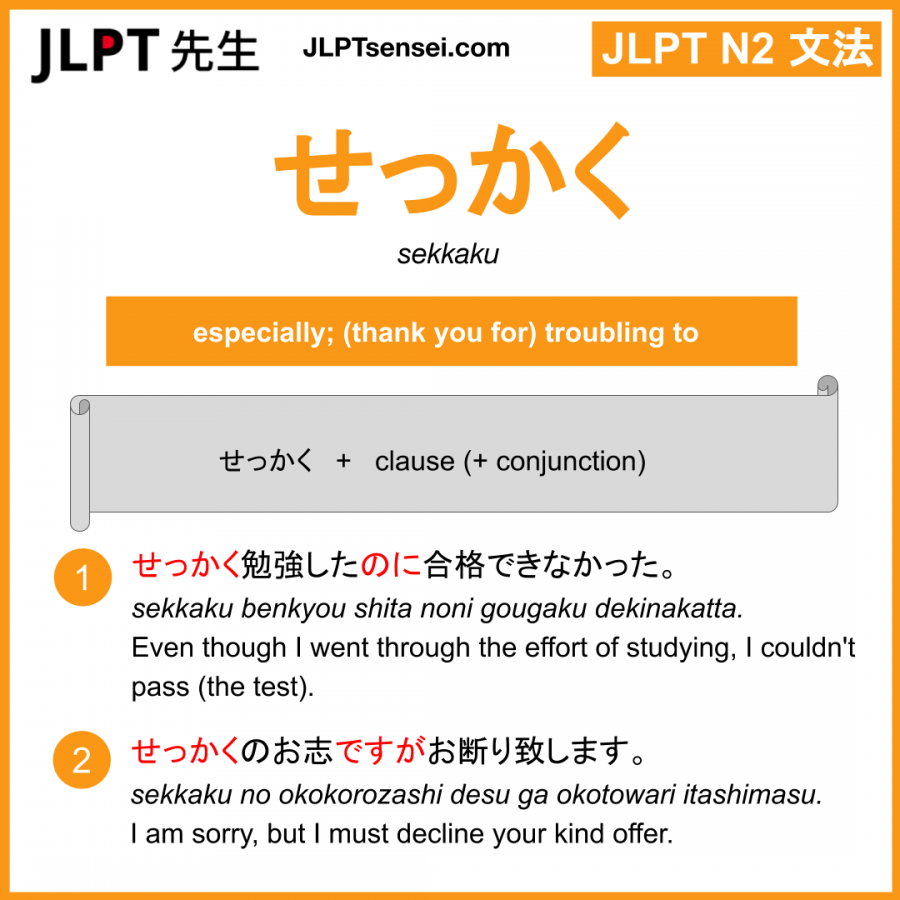 JLPT 先生
JLPTsensei.com
JLPT N2 文法
せっかく
sekkaku
especially; (thank you for) troubling to
せっかく + clause (+ conjunction)
1
せっかく勉強したのに合格できなかった。
sekkaku benkyou shita noni gougaku dekinakatta.
Even though I went through the effort of studying, I couldn't
pass (the test).
2
せっかくのお志ですがお断り致します。
sekkaku no okokorozashi desu ga okotowari itashimasu.
I am sorry, but I must decline your kind offer.